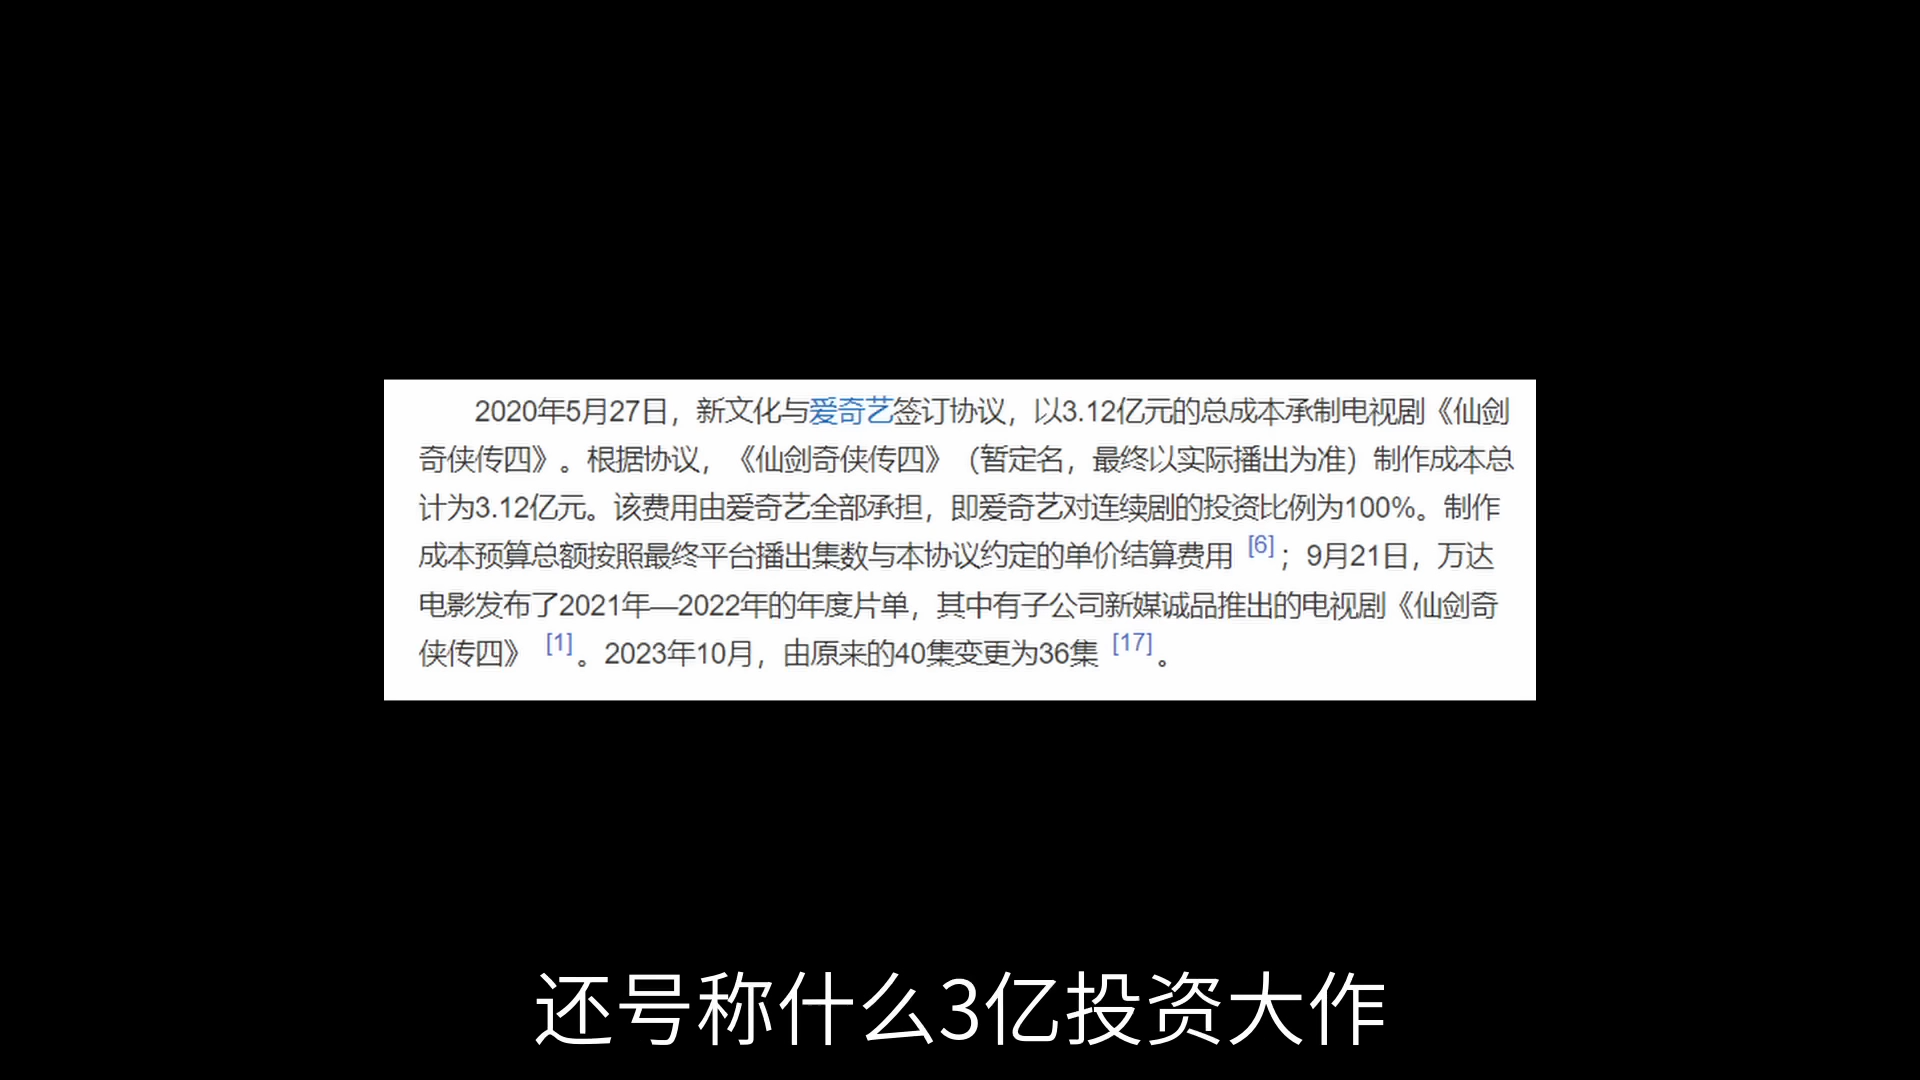 2020年5月27日，新文化与爱奇艺签订协议，以3.12亿元的总成本承制电视剧《仙剑
奇侠传四》。根据协议，《仙剑奇侠传四》（暂定名，最终以实际播出为准）制作成本总
计为3.12亿元。该费用由爱奇艺全部承担，即爱奇艺对连续剧的投资比例为100%。制作
成本预算总额按照最终平台播出集数与本协议约定的单价结算费用 [6]；9月21日，万达
电影发布了2021年—2022年的年度片单，其中有子公司新媒诚品推出的电视剧《仙剑奇
侠传四》 [1]。2023年10月，由原来的40集变更为36集 [17]。
还号称什么3亿投资大作